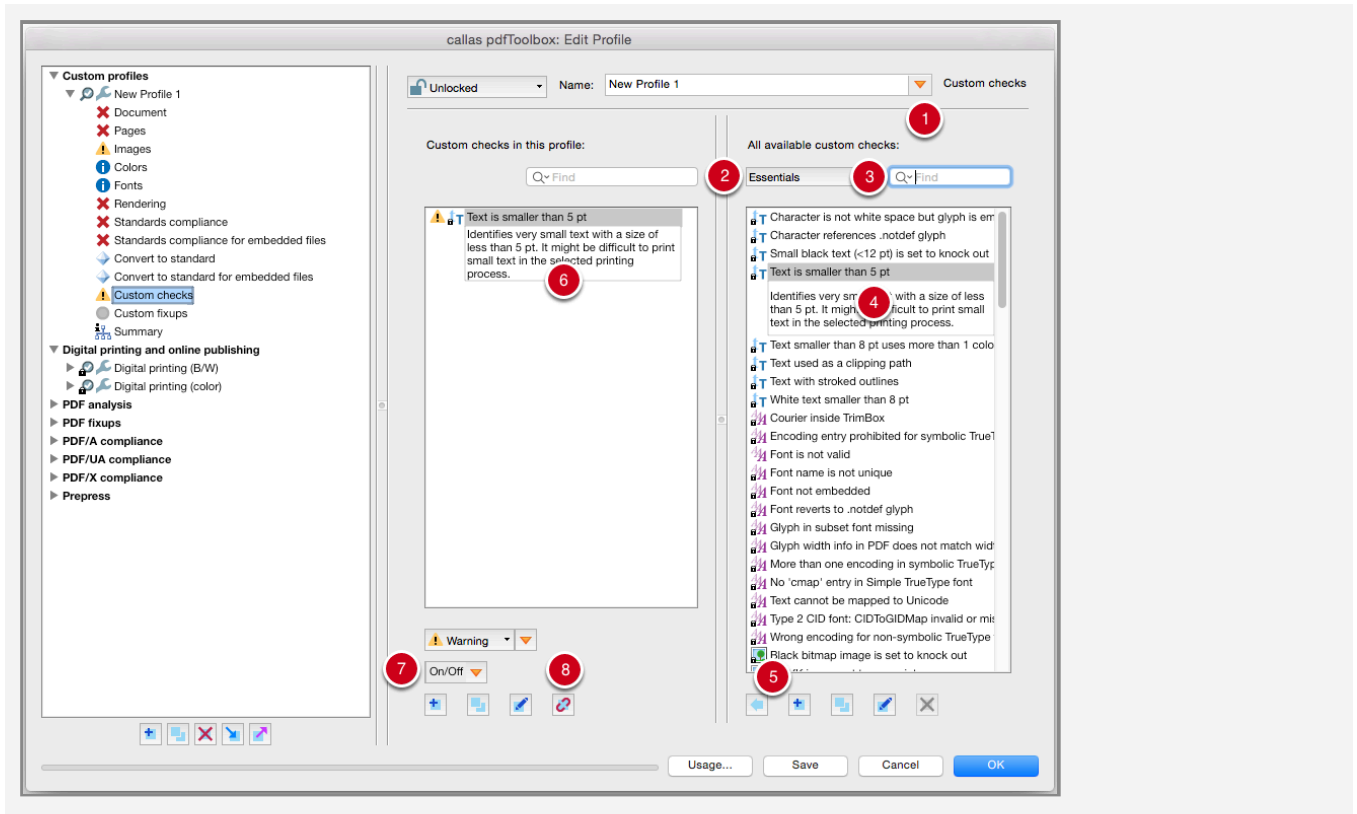 callas pdfToolbox: Edit Profile
Custom profiles
New Profile 1
Document
Pages
Images
Colors
Fonts
Rendering
Standards compliance
Standards compliance for embedded files
Convert to standard
Convert to standard for embedded files
Custom checks
Custom fixups
Summary
Digital printing and online publishing
Digital printing (B/W)
Digital printing (color)
PDF analysis
PDF fixups
PDF/A compliance
PDF/UA compliance
PDF/X compliance
Prepress
Unlocked
Name:
New Profile 1
Custom checks
1
Custom checks in this profile:
Find
Text is smaller than 5 pt
Identifies very small text with a size of
less than 5 pt. It might be difficult to print
small text in the selected printing
process.
6
Warning
7
On/Off
8
All available custom checks:
2
Essentials
3
Find
Character is not white space but glyph is em
Character references .notdef glyph
Small black text (<12 pt) is set to knock out
Text is smaller than 5 pt
Identifies very sm with a size of less
than 5 pt. It migh ficult to print small
text in the selected printing process.
4
Text smaller than 8 pt uses more than 1 colo
Text used as a clipping path
Text with stroked outlines
White text smaller than 8 pt
Courier inside TrimBox
Encoding entry prohibited for symbolic TrueT
Font is not valid
Font name is not unique
Font not embedded
Font reverts to .notdef glyph
Glyph in subset font missing
Glyph width info in PDF does not match widt
More than one encoding in symbolic TrueTyp
No 'cmap' entry in Simple TrueType font
Text cannot be mapped to Unicode
Type 2 CID font: CIDToGIDMap invalid or mis
Wrong encoding for non-symbolic TrueType
Black bitmap image is set to knock out
5
Usage...
Save
Cancel
OK